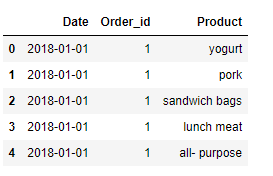 Date Order_id Product
0 2018-01-01 1 yogurt
1 2018-01-01 1 pork
2 2018-01-01 1 sandwich bags
3 2018-01-01 1 lunch meat
4 2018-01-01 1 all- purpose